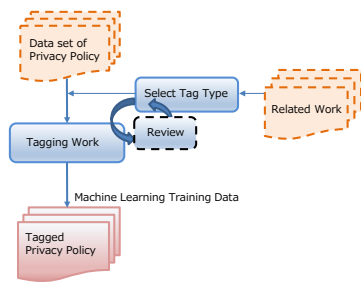 Data set of
Privacy Policy
Select Tag Type
Related Work
Review
Tagging Work
Machine Learning Training Data
Tagged
Privacy Policy